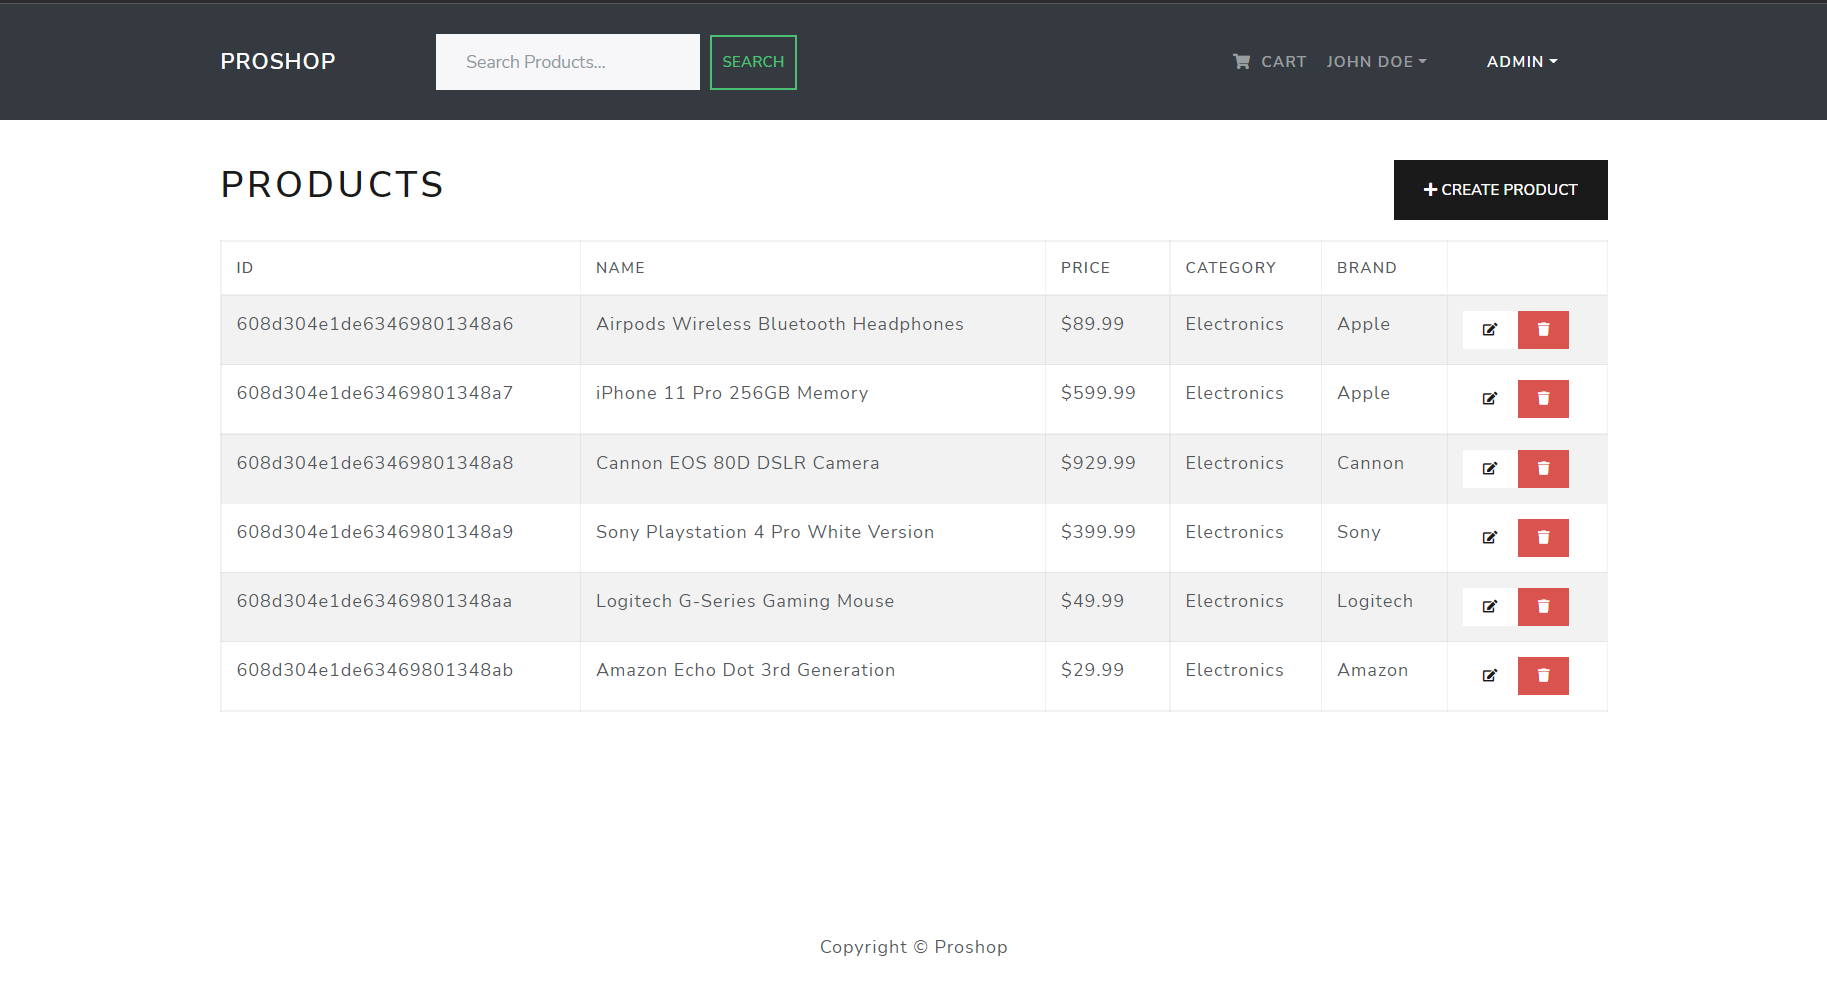 PROSHOP Search Products... SEARCH CART JOHN DOE ADMIN
PRODUCTS CREATE PRODUCT
ID NAME PRICE CATEGORY BRAND
608d304e1de63469801348a6 Airpods Wireless Bluetooth Headphones $89.99 Electronics Apple
608d304e1de63469801348a7 iPhone 11 Pro 256GB Memory $599.99 Electronics Apple
608d304e1de63469801348a8 Cannon EOS 80D DSLR Camera $929.99 Electronics Cannon
608d304e1de63469801348a9 Sony Playstation 4 Pro White Version $399.99 Electronics Sony
608d304e1de63469801348aa Logitech G-Series Gaming Mouse $49.99 Electronics Logitech
608d304e1de63469801348ab Amazon Echo Dot 3rd Generation $29.99 Electronics Amazon
Copyright © Proshop